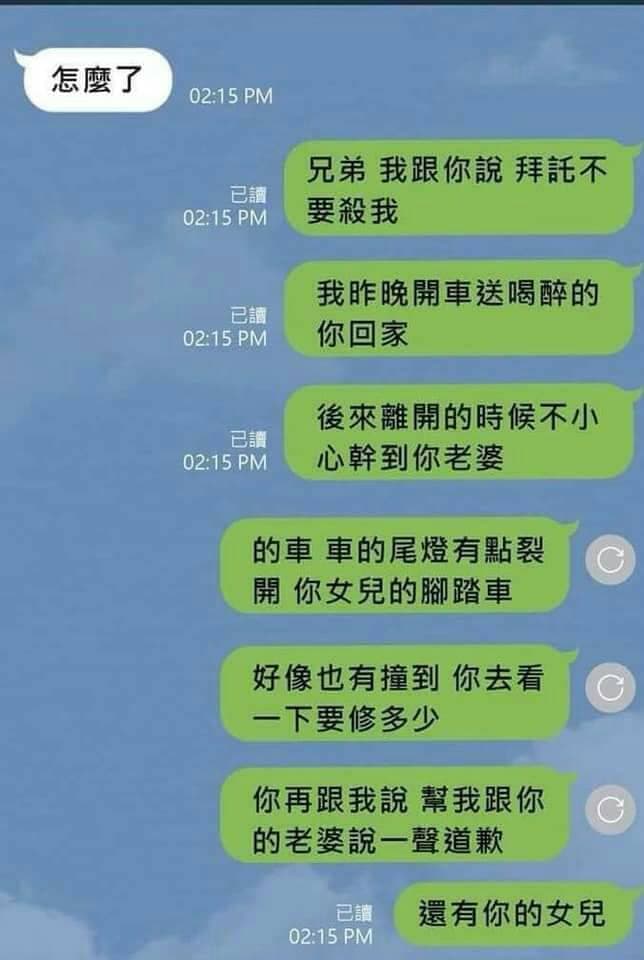 怎麼了
02:15 PM
兄弟 我跟你說 拜託不
要殺我
已讀
02:15 PM
我昨晚開車送喝醉的
你回家
已讀
02:15 PM
後來離開的時候不小
心幹到你老婆
已讀
02:15 PM
的車 車的尾燈有點裂
開 你女兒的腳踏車
好像也有撞到 你去看
一下要修多少
你再跟我說 幫我跟你
的老婆說一聲道歉
還有你的女兒
已讀
02:15 PM